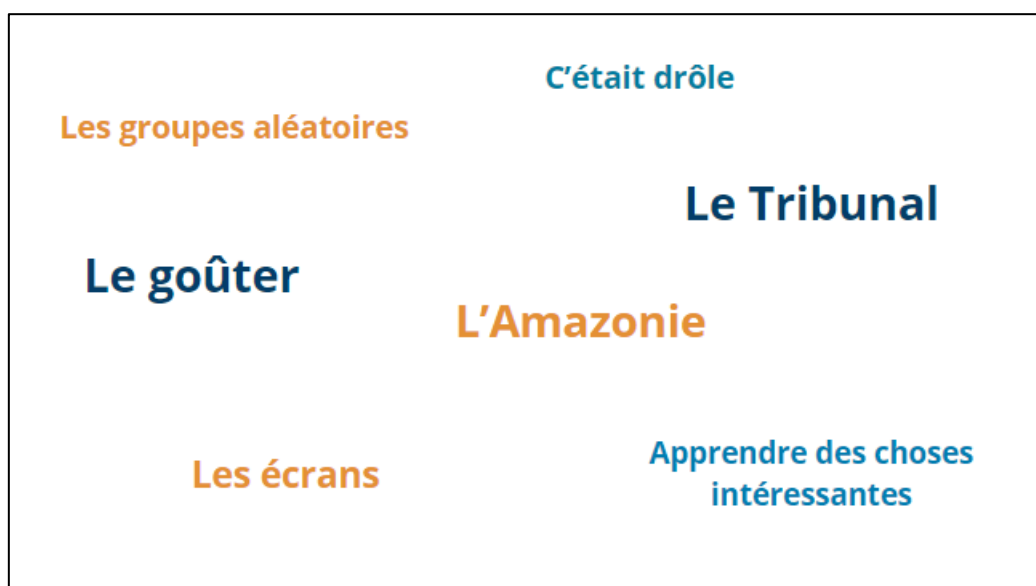 C’était drôle
Les groupes aléatoires
Le Tribunal
Le goûter
L’Amazonie
Les écrans
Apprendre des choses
intéressantes